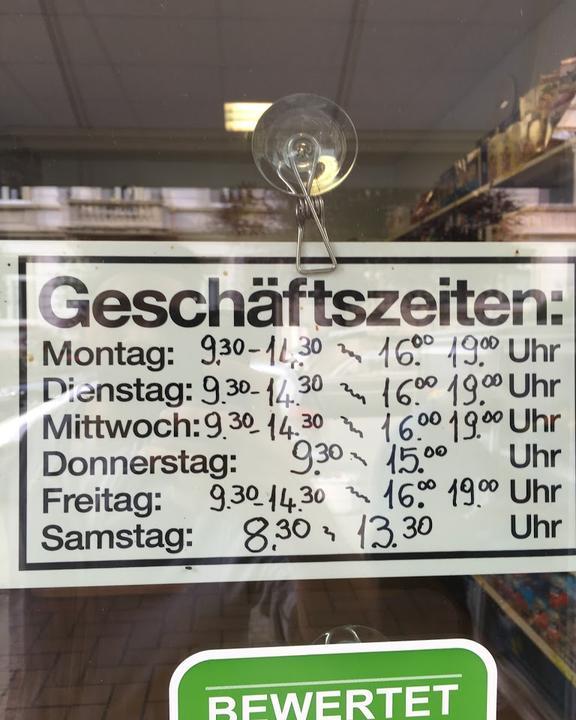 Geschäftszeiten:
Montag: 9.30-14.30 ~ 16.00 19.00 Uhr
Dienstag: 9.30-14.30 ~ 16.00 19.00 Uhr
Mittwoch: 9.30-14.30 ~ 16.00 19.00 Uhr
Donnerstag: 9.30 ~ 15.00 Uhr
Freitag: 9.30-14.30 ~ 16.00 19.00 Uhr
Samstag: 8.30 ~ 13.30 Uhr
BEWERTET